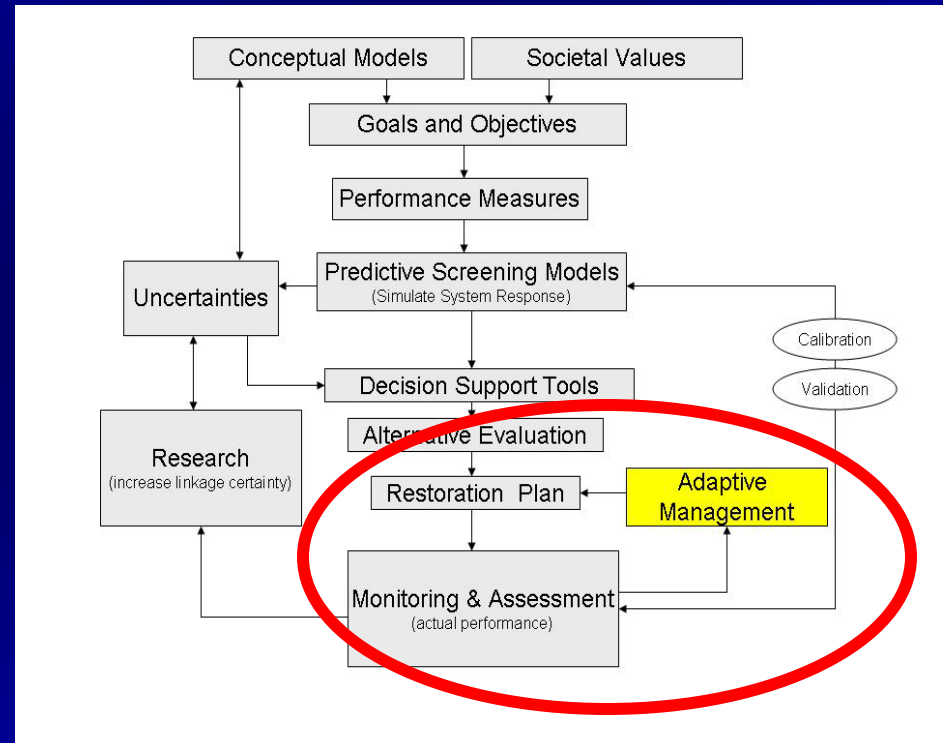 Conceptual Models
Societal Values
Goals and Objectives
Performance Measures
Predictive Screening Models
(Simulate System Response)
Uncertainties
Calibration
Validation
Decision Support Tools
Alternative Evaluation
Research
(increase linkage certainty)
Restoration Plan
Adaptive
Management
Monitoring & Assessment
(actual performance)